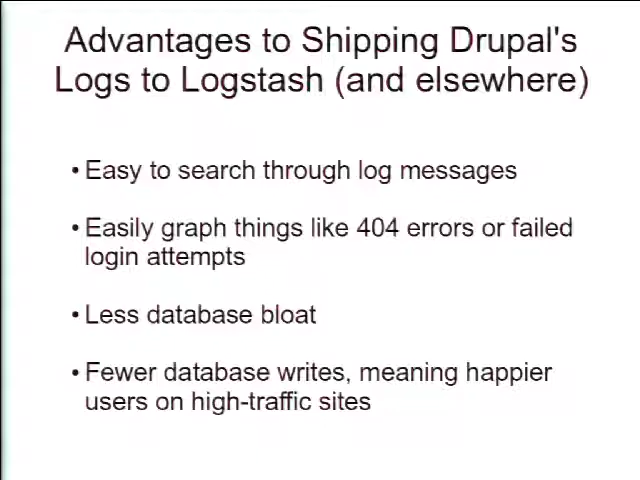 Advantages to Shipping Drupal's
Logs to Logstash (and elsewhere)
• Easy to search through log messages
• Easily graph things like 404 errors or failed
login attempts
• Less database bloat
• Fewer database writes, meaning happier
users on high-traffic sites